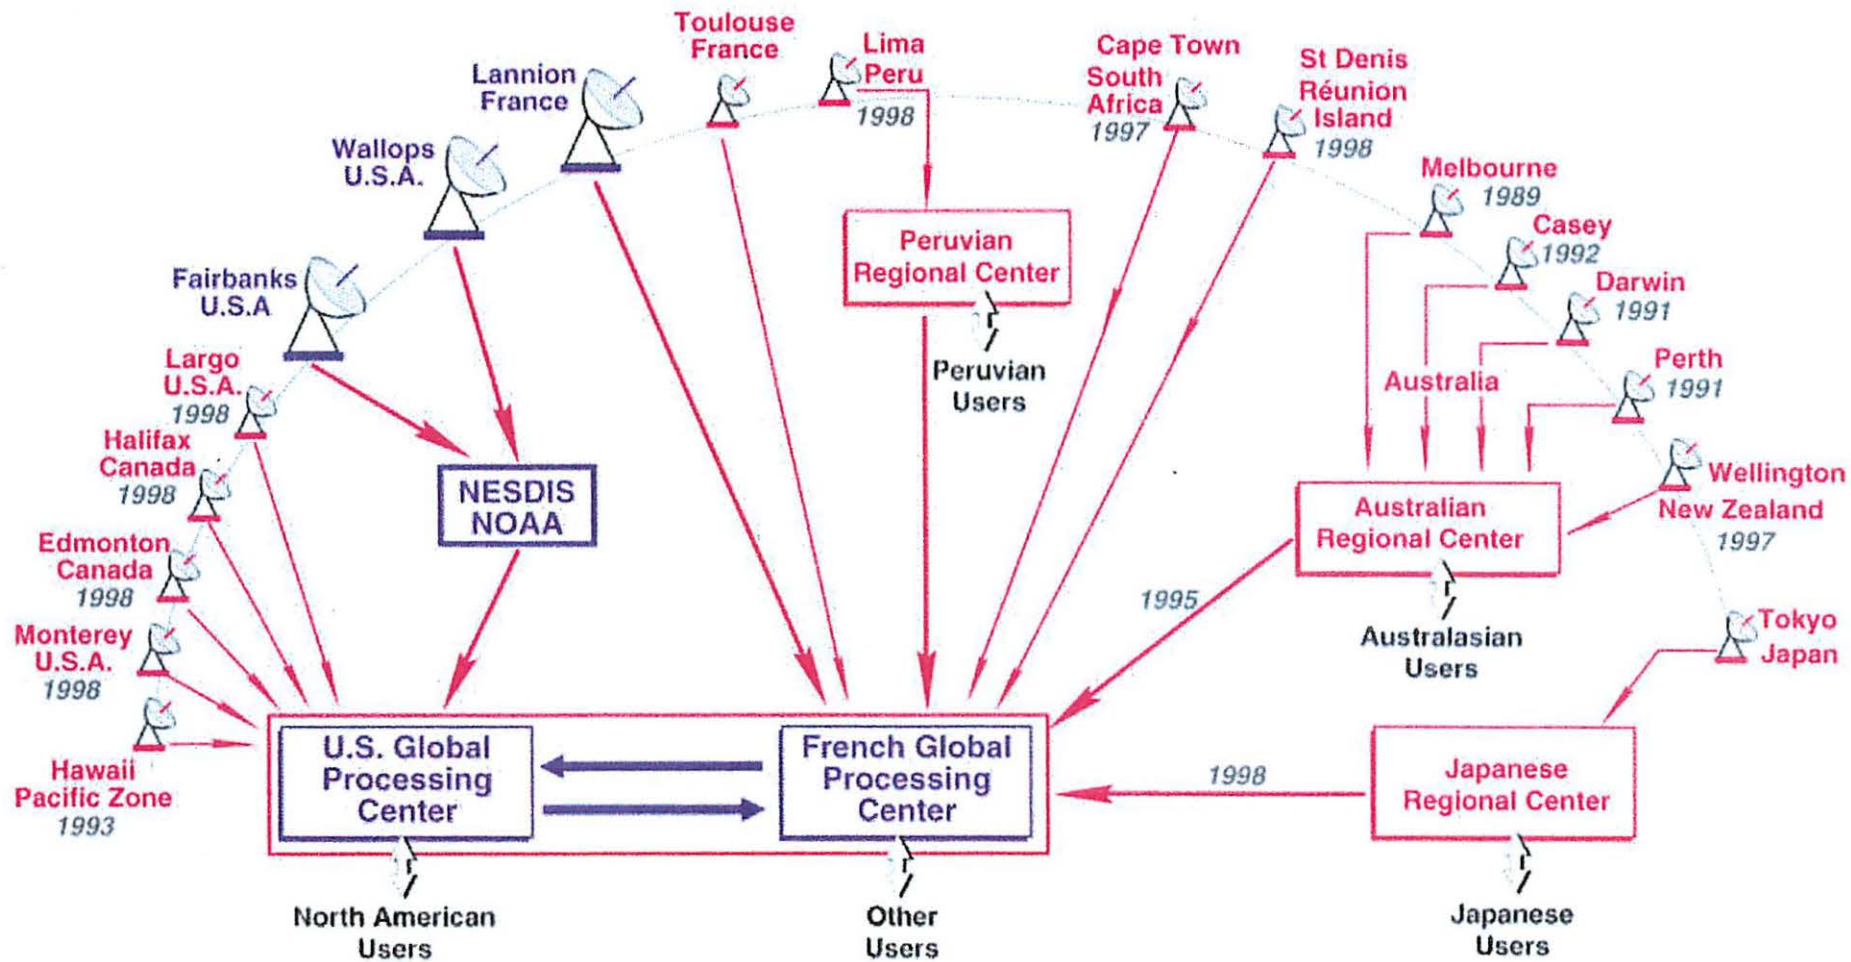 Toulouse
France
Lima
Peru
1998
Cape Town
South
Africa
1997
St Denis
Réunion
Island
1998
Lannion
France
Wallops
U.S.A.
Fairbanks
U.S.A
Largo
U.S.A.
1998
Halifax
Canada
1998
Edmonton
Canada
1998
Monterey
U.S.A.
1998
Hawaii
Pacific Zone
1993
Melbourne
1989
Casey
1992
Darwin
1991
Perth
1991
Australia
Wellington
New Zealand
1997
Tokyo
Japan
Peruvian
Regional Center
Peruvian
Users
NESDIS
NOAA
Australian
Regional Center
1995
Australasian
Users
U.S. Global
Processing
Center
French Global
Processing
Center
1998
Japanese
Regional Center
North American
Users
Other
Users
Japanese
Users